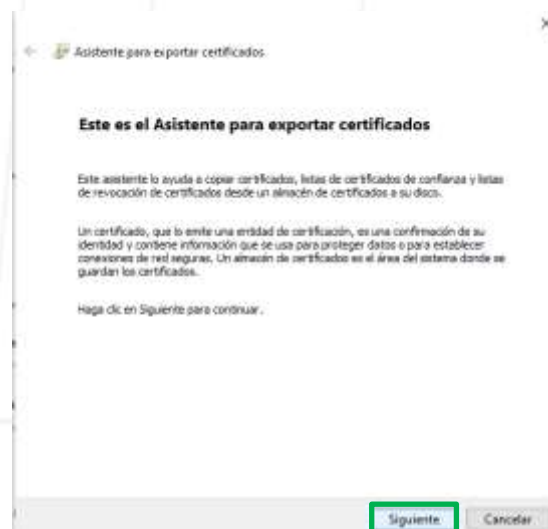 Asistente para exportar certificados
Este es el Asistente para exportar certificados
Este asistente lo ayuda a copiar certificados, listas de certificados de confianza y listas
de revocación de certificados desde un almacén de certificados a su disco.
Un certificado, que lo emite una entidad de certificación, es una confirmación de su
identidad y contiene información que se usa para proteger datos o para establecer
conexiones de red seguras. Un almacén de certificados es el área del sistema donde se
guardan los certificados.
Haga clic en Siguiente para continuar.
Siguiente Cancelar